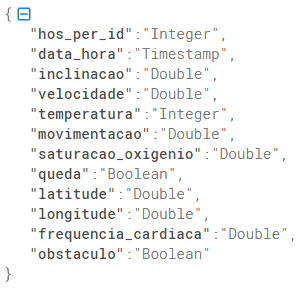 {
"hos_per_id":"Integer",
"data_hora":"Timestamp",
"inclinacao":"Double",
"velocidade":"Double",
"temperatura":"Integer",
"movimentacao":"Double",
"saturacao_oxigenio":"Double",
"queda":"Boolean",
"latitude":"Double",
"longitude":"Double",
"frequencia_cardiaca":"Double",
"obstaculo":"Boolean"
}